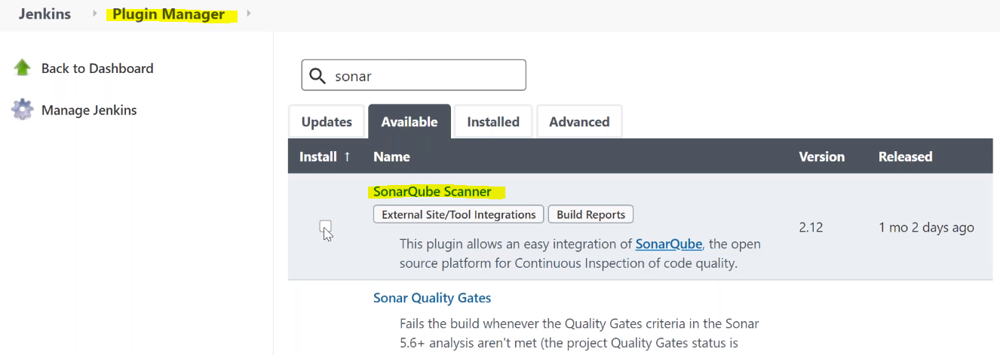 Jenkins Plugin Manager
Back to Dashboard
Manage Jenkins
sonar
Updates Available Installed Advanced
Install ↑ Name Version Released
SonarQube Scanner
External Site/Tool Integrations Build Reports
This plugin allows an easy integration of SonarQube, the open
source platform for Continuous Inspection of code quality.
2.12 1 mo 2 days ago
Sonar Quality Gates
Fails the build whenever the Quality Gates criteria in the Sonar
5.6+ analysis aren't met (the project Quality Gates status is